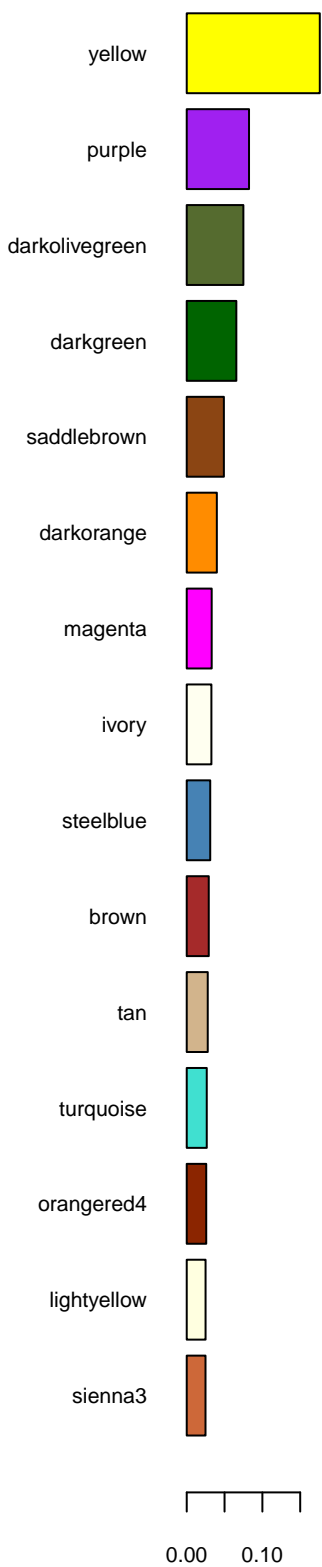 yellow
purple
darkolivegreen
darkgreen
saddlebrown
darkorange
magenta
ivory
steelblue
brown
tan
turquoise
orangered4
lightyellow
sienna3
0.00 0.10